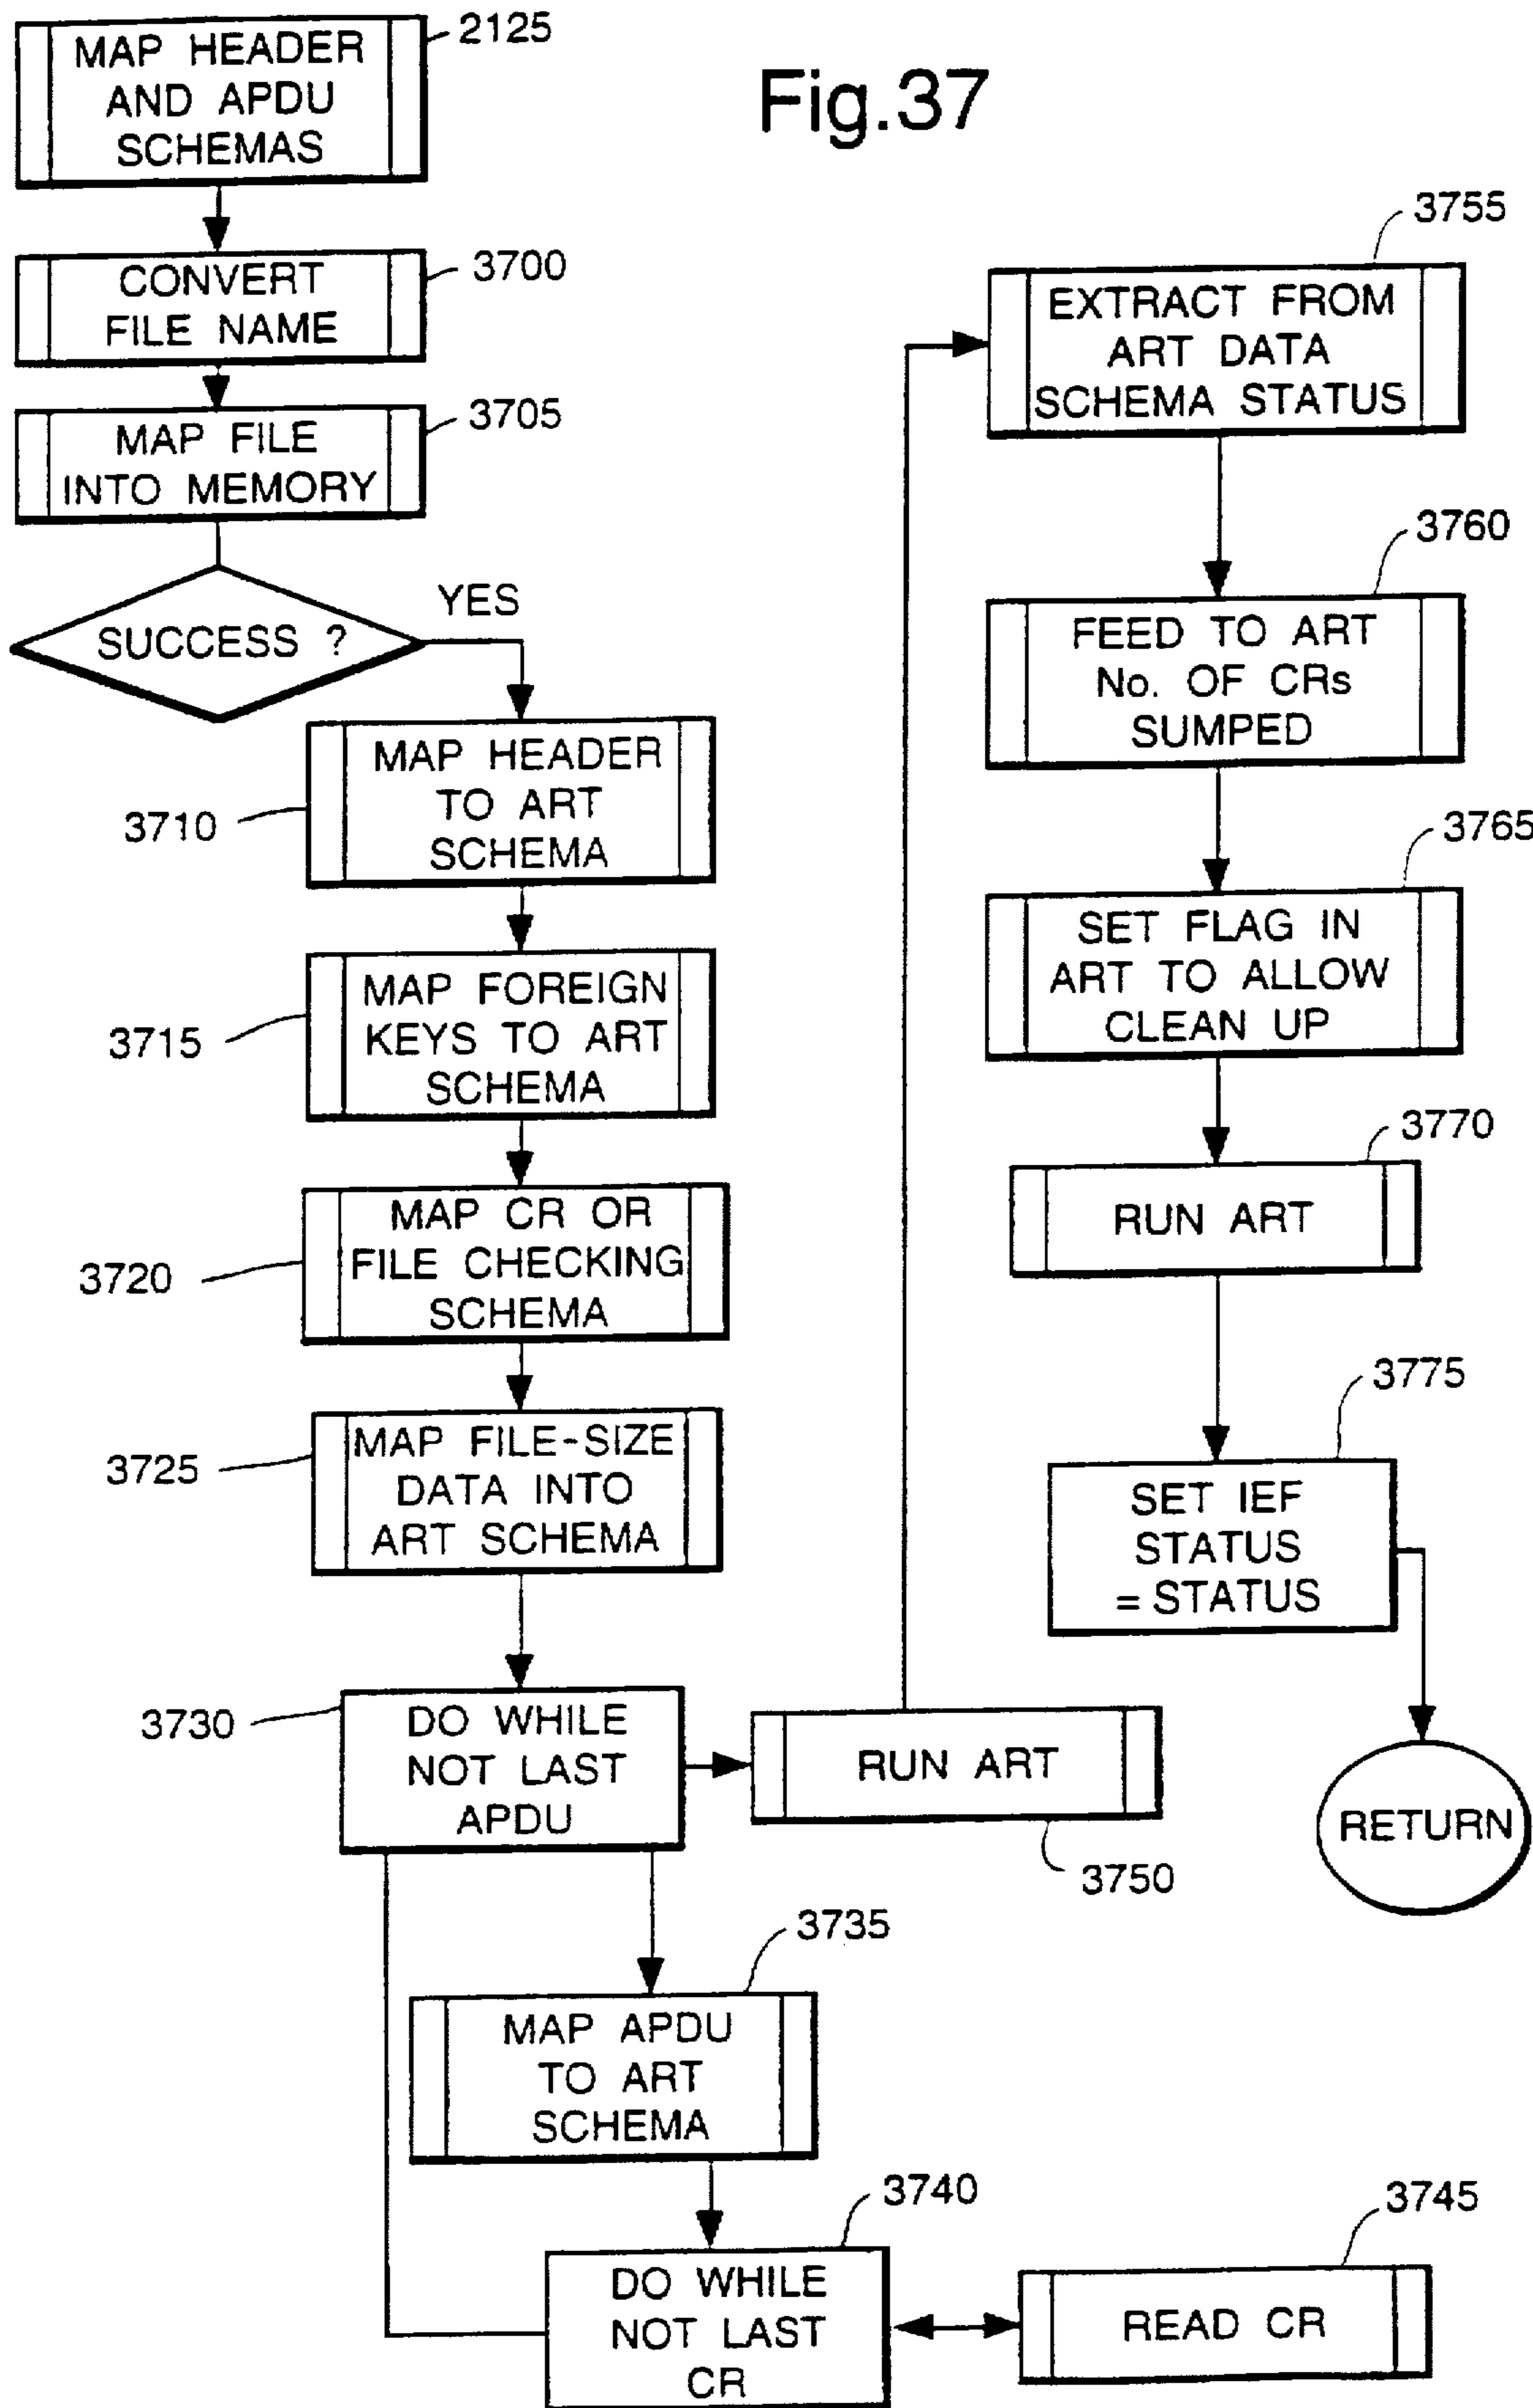 Fig.37
2125
MAP HEADER
AND APDU
SCHEMAS
3700
CONVERT
FILE NAME
3705
MAP FILE
INTO MEMORY
SUCCESS ?
YES
3710
MAP HEADER
TO ART
SCHEMA
3715
MAP FOREIGN
KEYS TO ART
SCHEMA
3720
MAP CR OR
FILE CHECKING
SCHEMA
3725
MAP FILE-SIZE
DATA INTO
ART SCHEMA
3730
DO WHILE
NOT LAST
APDU
3735
MAP APDU
TO ART
SCHEMA
3740
DO WHILE
NOT LAST
CR
3745
READ CR
RUN ART
3750
3755
EXTRACT FROM
ART DATA
SCHEMA STATUS
3760
FEED TO ART
No. OF CRs
SUMPED
3765
SET FLAG IN
ART TO ALLOW
CLEAN UP
3770
RUN ART
3775
SET IEF
STATUS
= STATUS
RETURN